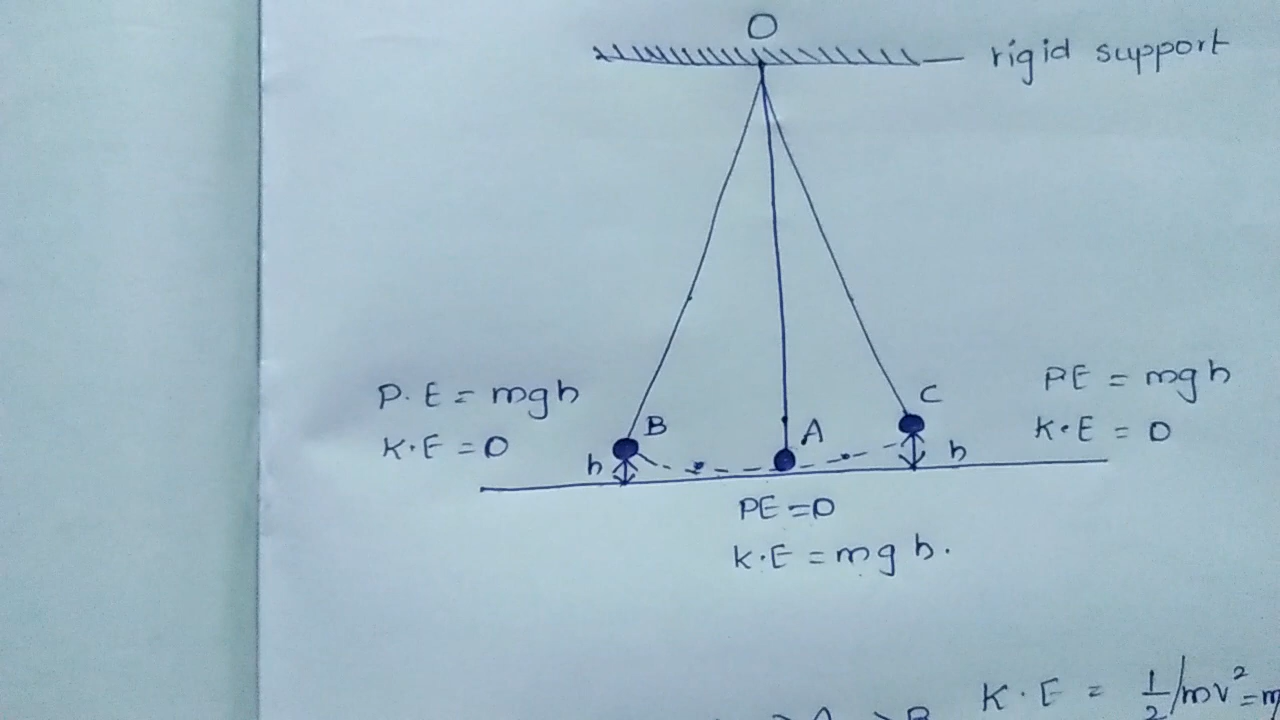 O
rigid support
P.E = mgh
K.E = 0
B
h
A
C
h
PE = mgh
K.E = 0
PE = 0
K.E = mgh.
K.E = 1/2 mv² = m
A → B